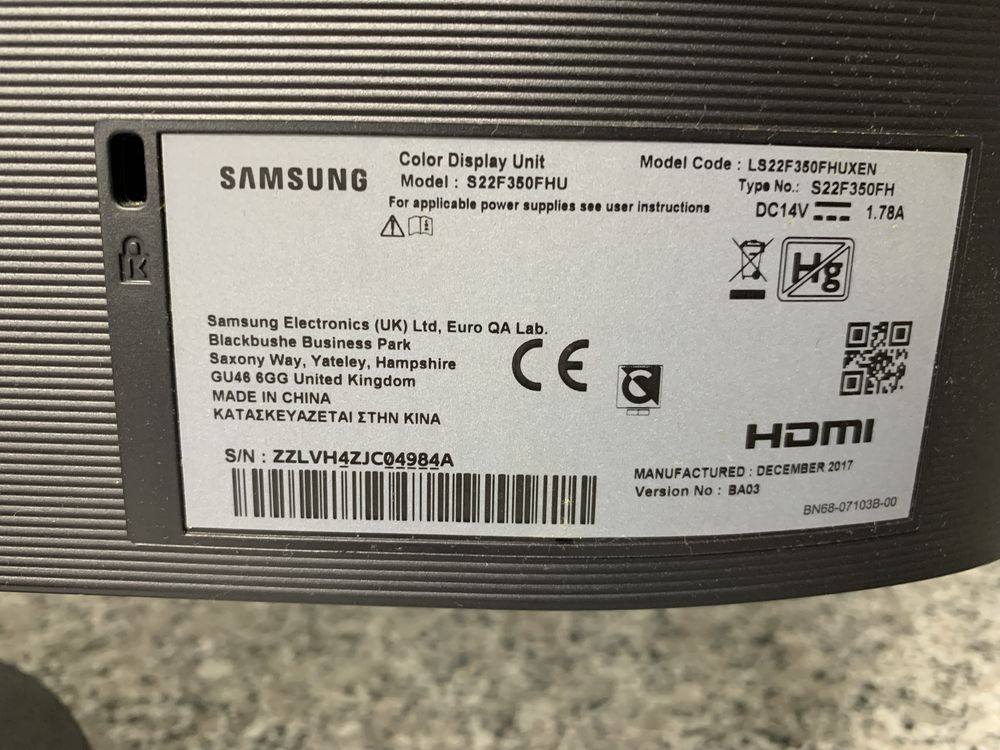 SAMSUNG
Color Display Unit
Model : S22F350FHU
For applicable power supplies see user instructions
Model Code : LS22F350FHUXEN
Type No.: S22F350FH
DC14V 1.78A
Hg
Samsung Electronics (UK) Ltd, Euro QA Lab.
Blackbushe Business Park
Saxony Way, Yateley, Hampshire
GU46 6GG United Kingdom
MADE IN CHINA
ΚΑΤΑΣΚΕΥΑΖΕΤΑΙ ΣΤΗΝ ΚΙΝΑ
CE
HDMI
S/N : ZZLVH4ZJC04984A
MANUFACTURED : DECEMBER 2017
Version No : BA03
BN68-07103B-00